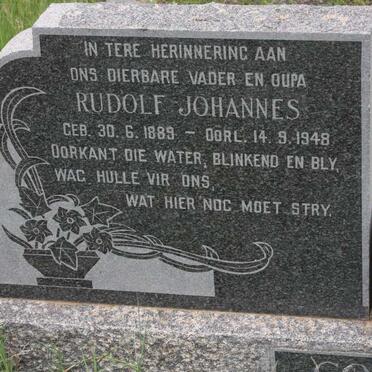 IN TERE HERINNERING AAN
ONS DIERBARE VADER EN OUPA
RUDOLF JOHANNES
GEB. 30.6.1889 – OORL. 14.9.1948
OORKANT DIE WATER, BLINKEND EN BLY,
WAG HULLE VIR ONS,
WAT HIER NOG MOET STRY.